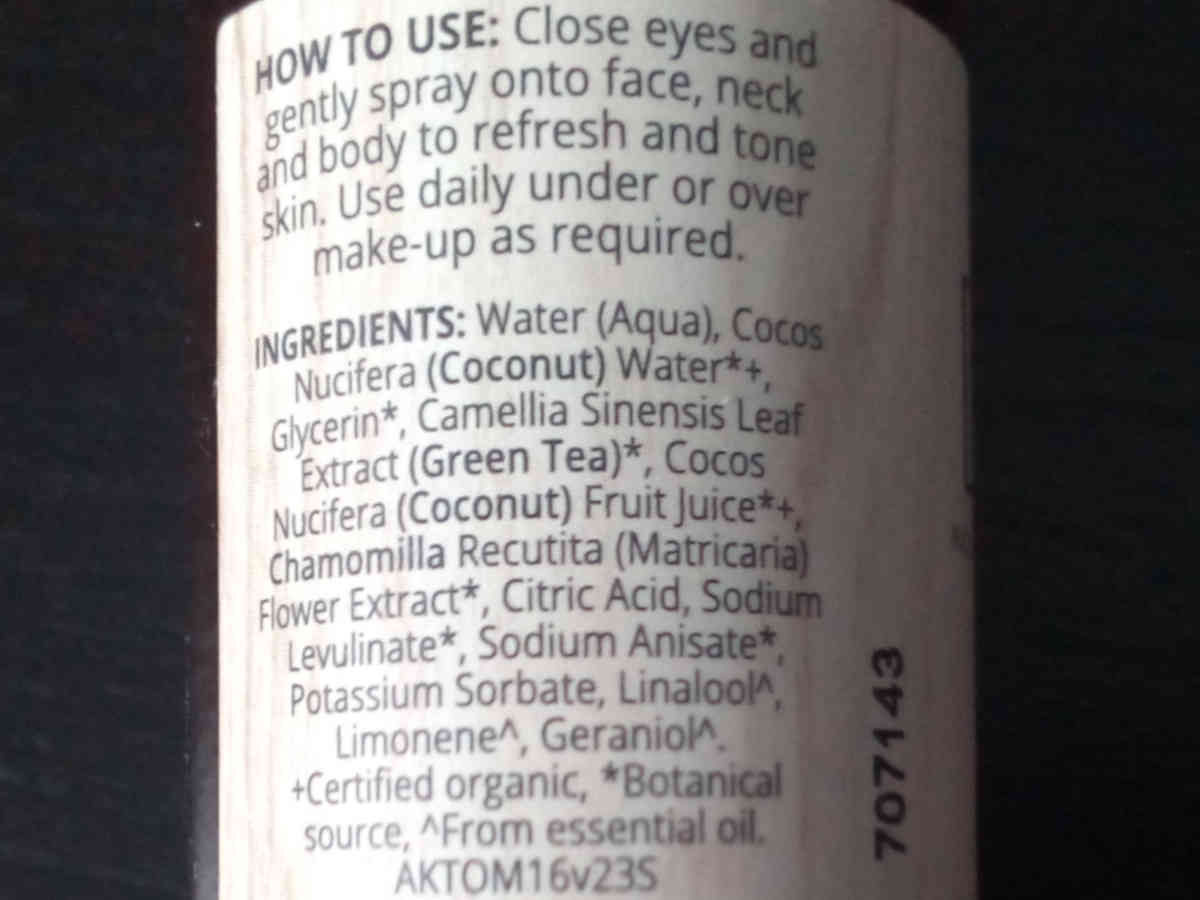 HOW TO USE: Close eyes and
gently spray onto face, neck
and body to refresh and tone
skin. Use daily under or over
make-up as required.
INGREDIENTS: Water (Aqua), Cocos
Nucifera (Coconut) Water*+,
Glycerin*, Camellia Sinensis Leaf
Extract (Green Tea)*, Cocos
Nucifera (Coconut) Fruit Juice*+,
Chamomilla Recutita (Matricaria)
Flower Extract*, Citric Acid, Sodium
Levulinate*, Sodium Anisate*,
Potassium Sorbate, Linalool^,
Limonene^, Geraniol^.
+Certified organic, *Botanical
source, ^From essential oil.
AKTOM16v23S
707143